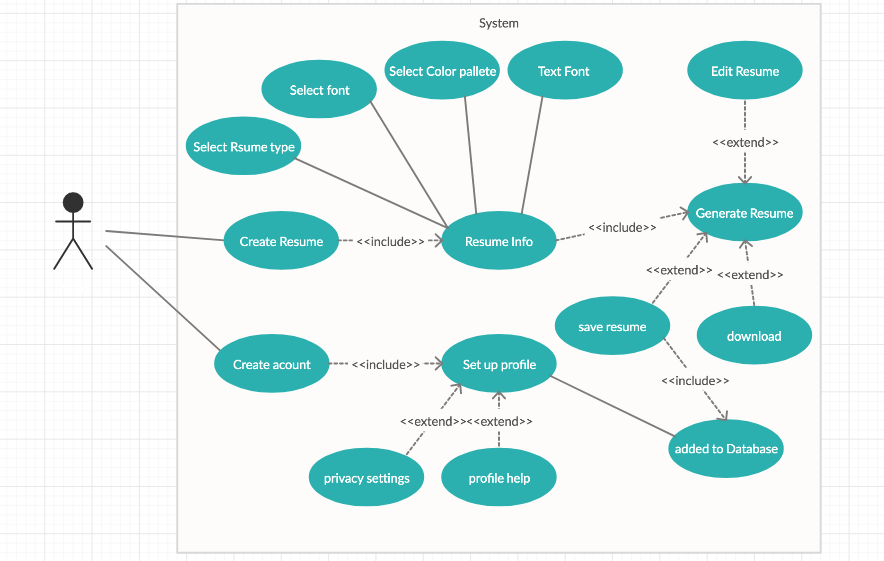 System
Select Color pallete
Text Font
Edit Resume
Select font
Select Rsume type
<<extend>>
Generate Resume
Create Resume
<<include>>
Resume Info
<<include>>
<<extend>>
<<extend>>
save resume
download
Create acount
<<include>>
Set up profile
<<include>>
<<extend>>
<<extend>>
added to Database
privacy settings
profile help